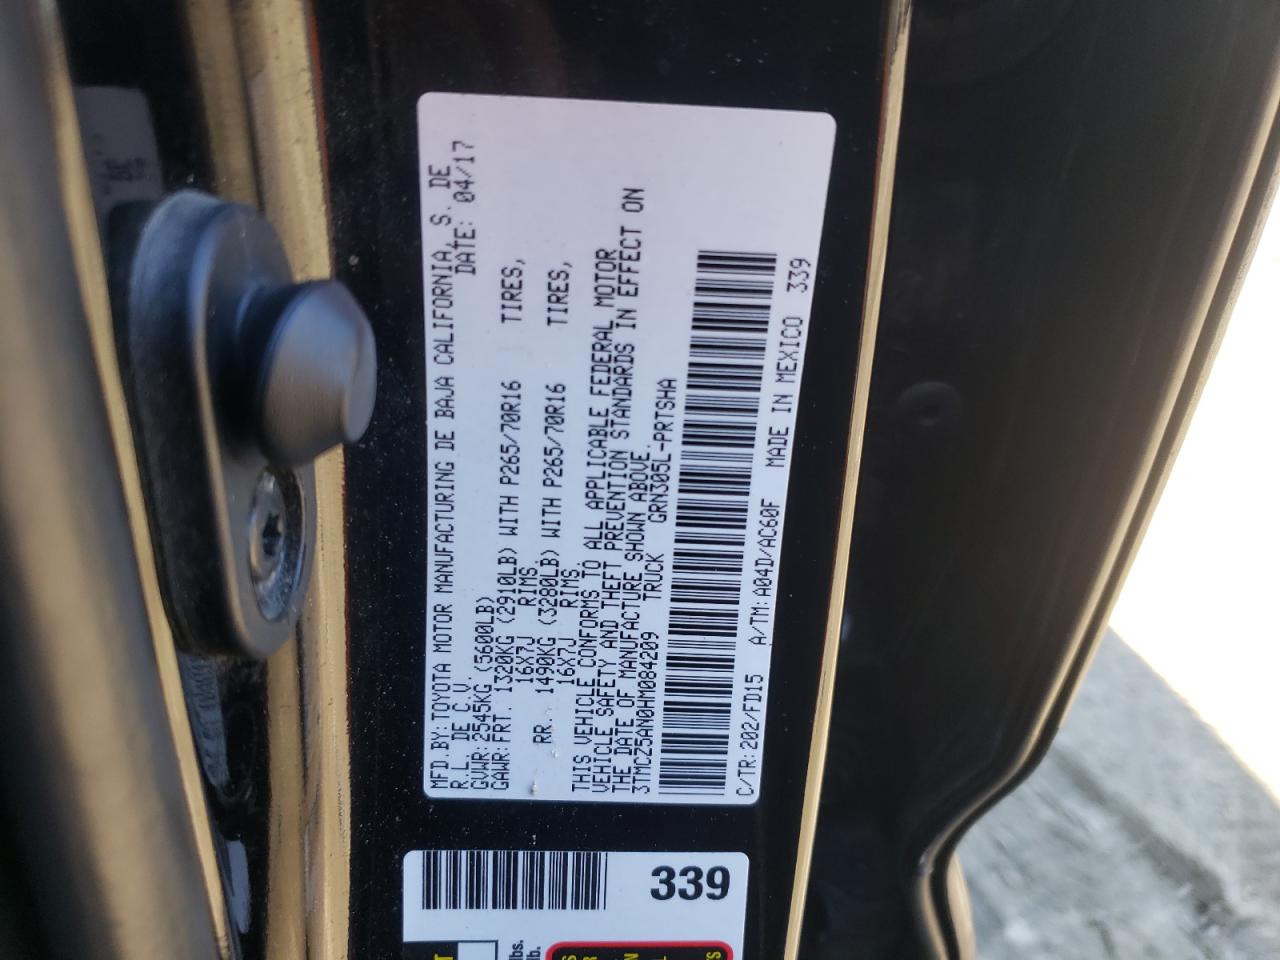 MFD.BY:TOYOTA MOTOR MANUFACTURING DE BAJA CALIFORNIA, S. DE
R.L. DE C.V. DATE: 04/17
GVWR:2545KG (5600LB)
GAWR:FRT. 1320KG (2910LB) WITH P265/70R16 TIRES,
16X7J RIMS.
RR. 1490KG (3280LB) WITH P265/70R16 TIRES,
16X7J RIMS.
THIS VEHICLE CONFORMS TO ALL APPLICABLE FEDERAL MOTOR
VEHICLE SAFETY AND THEFT PREVENTION STANDARDS IN EFFECT ON
THE DATE OF MANUFACTURE SHOWN ABOVE.
3TMCZ5AN0HM084209 TRUCK GRN305L-PRTSHA
C/TR:202/FD15 A/TM:A04D/AC60F MADE IN MEXICO 339
339
lbs.
lb.